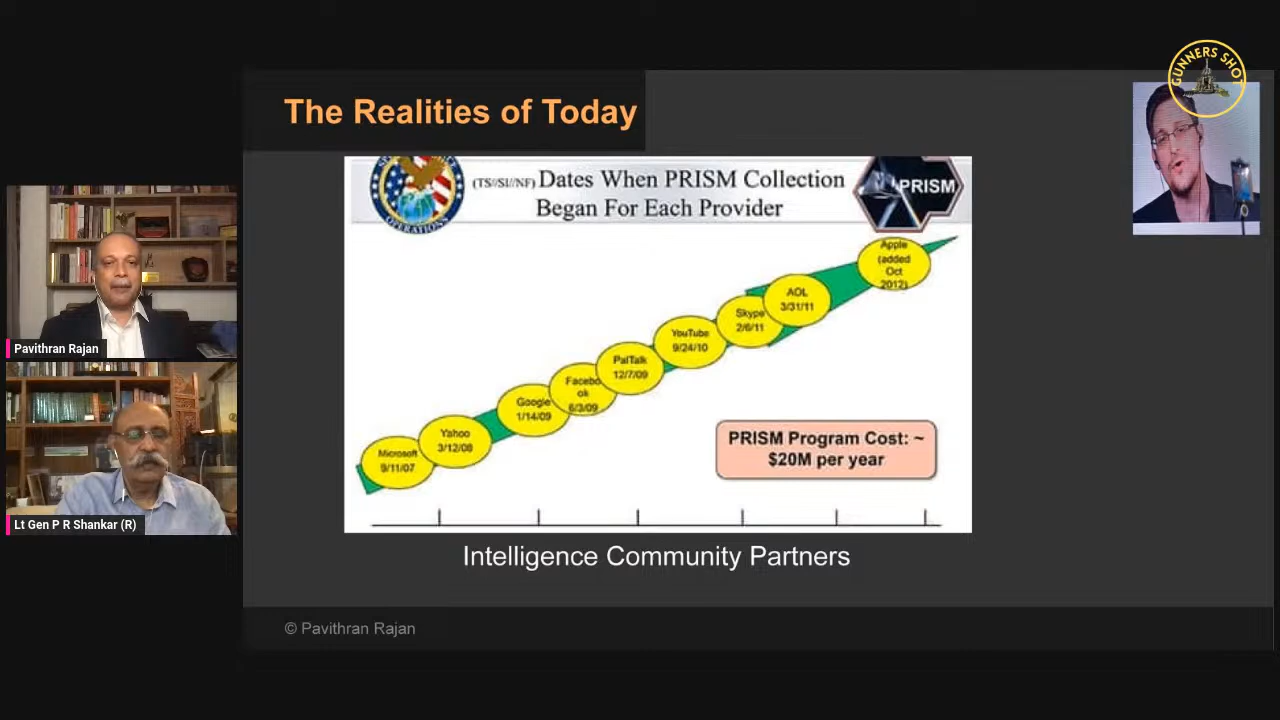 GUNNERS SHOT
The Realities of Today
(TS//SI//NF) Dates When PRISM Collection
Began For Each Provider
PRISM
OPERATIONS
Microsoft
9/11/07
Yahoo
3/12/08
Google
1/14/09
Facebo
ok
6/3/09
PalTalk
12/7/09
YouTube
9/24/10
Skype
2/6/11
AOL
3/31/11
Apple
(added
Oct
2012)
PRISM Program Cost: ~
$20M per year
Intelligence Community Partners
© Pavithran Rajan
Pavithran Rajan
Lt Gen P R Shankar (R)